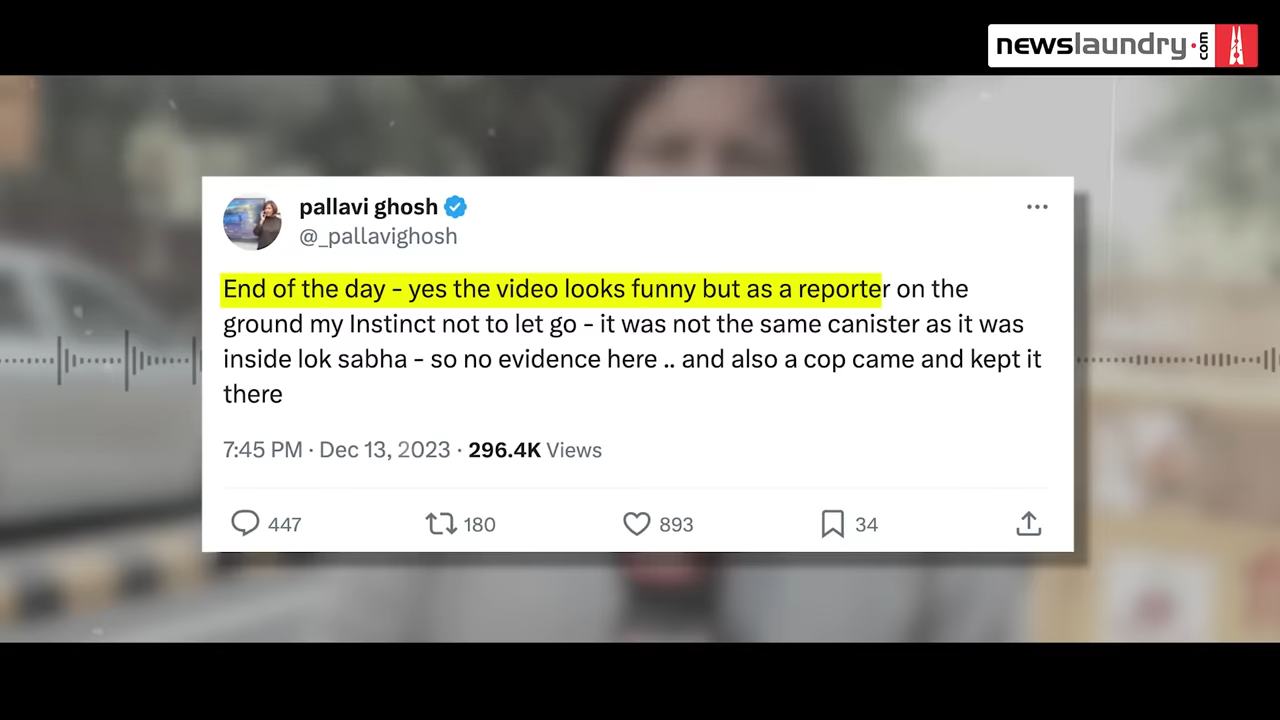 newslaundry.com
pallavi ghosh
@_pallavighosh
End of the day - yes the video looks funny but as a reporter on the
ground my Instinct not to let go - it was not the same canister as it was
inside lok sabha - so no evidence here .. and also a cop came and kept it
there
7:45 PM · Dec 13, 2023 · 296.4K Views
447 180 893 34